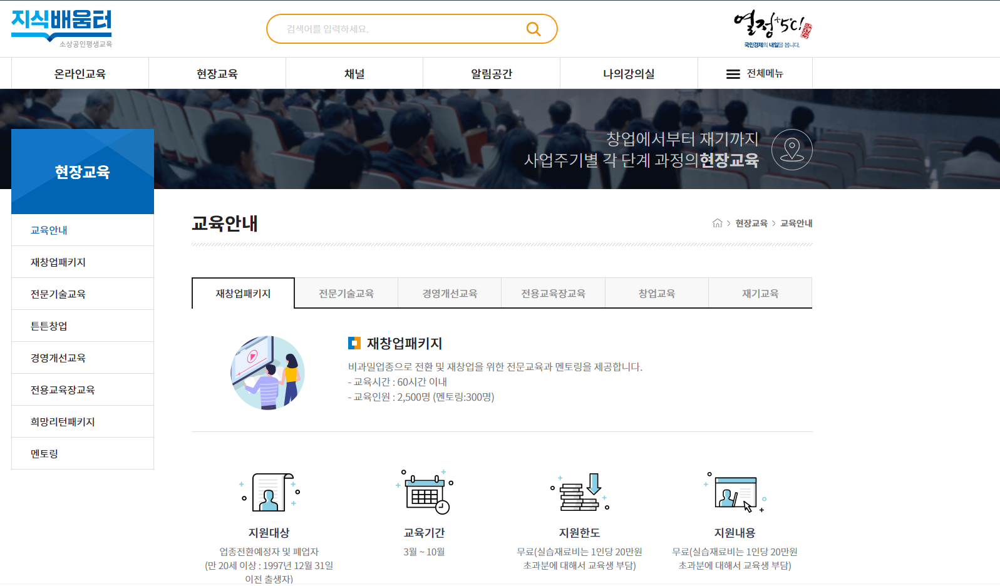 지식배움터
소상공인평생교육
검색어를 입력하세요.
열정+5℃!
국민경제의 내일을 봅니다.
온라인교육
현장교육
채널
알림공간
나의강의실
전체메뉴
창업에서부터 재기까지
사업주기별 각 단계 과정의현장교육
현장교육
교육안내
재창업패키지
전문기술교육
튼튼창업
경영개선교육
전용교육장교육
희망리턴패키지
멘토링
교육안내
> 현장교육 > 교육안내
재창업패키지
전문기술교육
경영개선교육
전용교육장교육
창업교육
재기교육
재창업패키지
비과밀업종으로 전환 및 재창업을 위한 전문교육과 멘토링을 제공합니다.
- 교육시간 : 60시간 이내
- 교육인원 : 2,500명 (멘토링:300명)
지원대상
업종전환예정자 및 폐업자
(만 20세 이상 : 1997년 12월 31일
이전 출생자)
교육기간
3월 ~ 10월
지원한도
무료(실습재료비는 1인당 20만원
초과분에 대해서 교육생 부담)
지원내용
무료(실습재료비는 1인당 20만원
초과분에 대해서 교육생 부담)